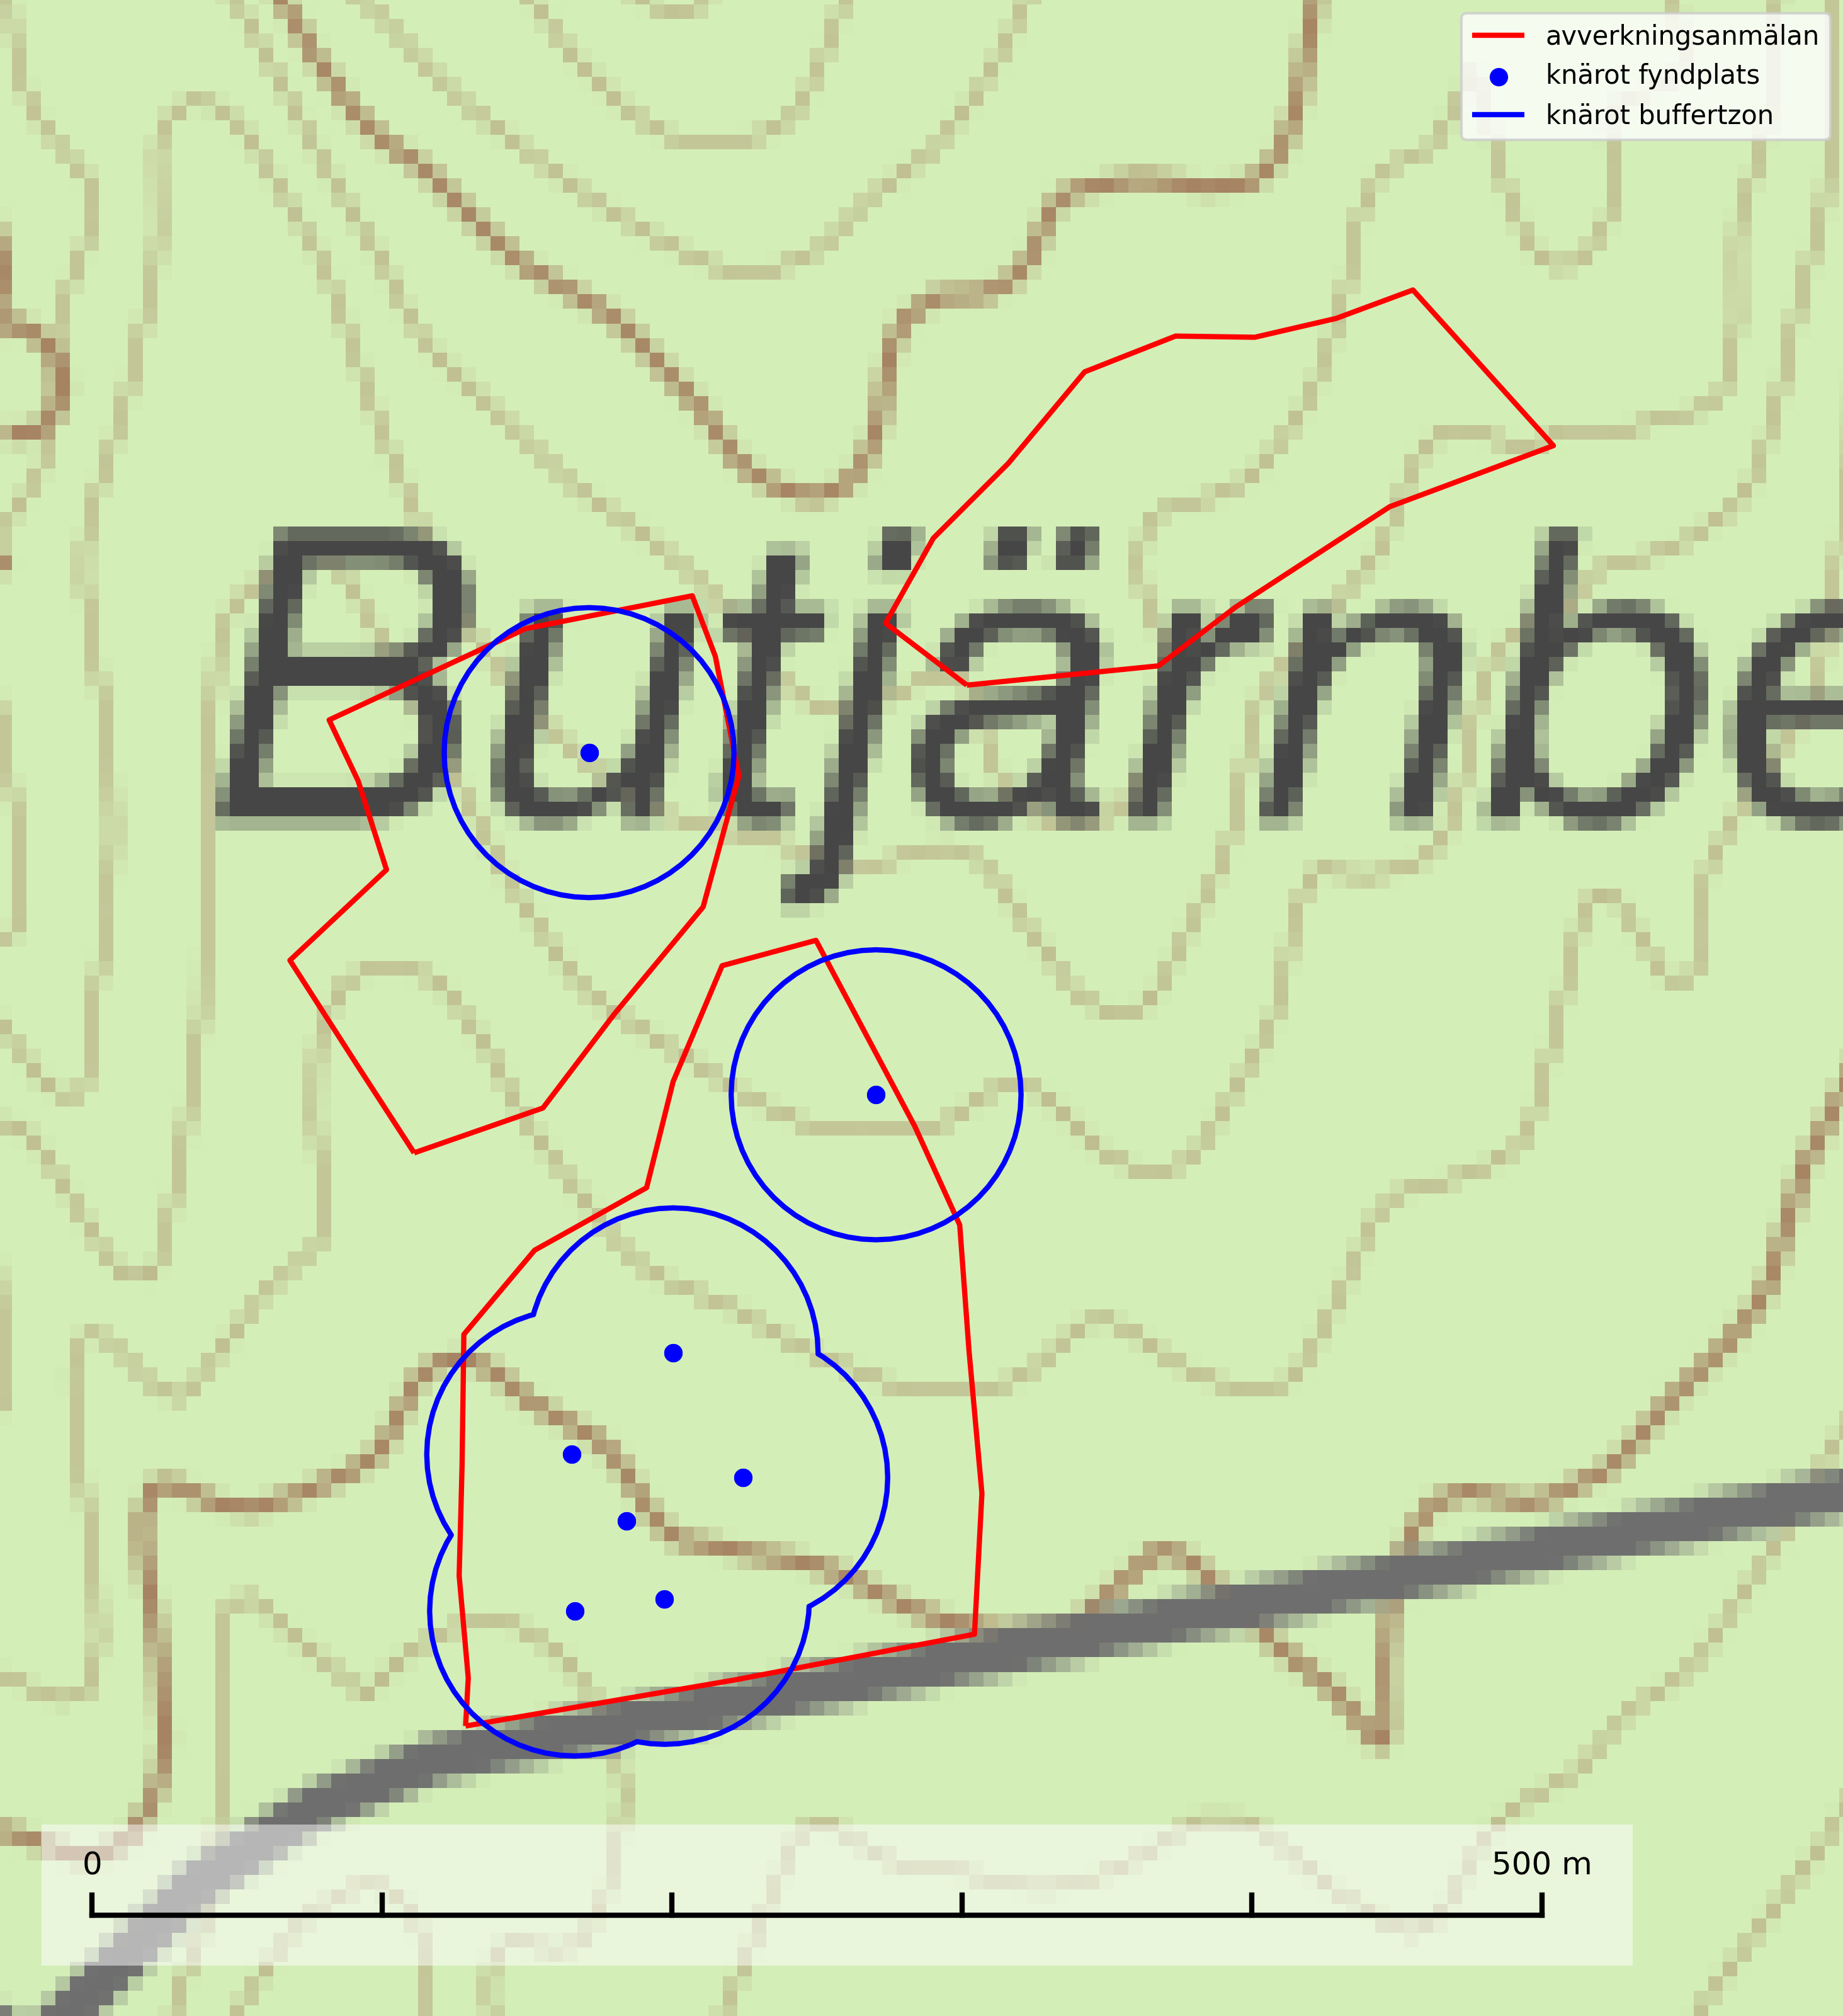 avverkningsanmälan
knärot fyndplats
knärot buffertzon
Butjärnbe
0 500 m